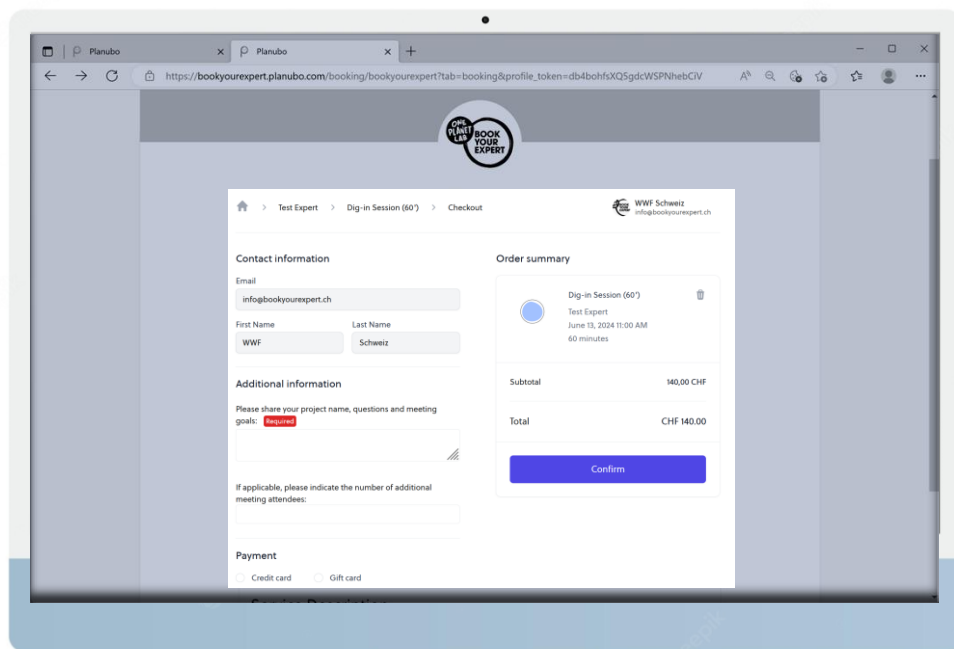 Planubo
Planubo
https://bookyourexpert.planubo.com/booking/bookyourexpert?tab=booking&profile_token=db4bohfsXQSgdcWSPNhebCiV
ONE
PLANET
LAB
BOOK
YOUR
EXPERT
Test Expert
Dig-in Session (60')
Checkout
WWF Schweiz
info@bookyourexpert.ch
Contact information
Email
info@bookyourexpert.ch
First Name
Last Name
WWF
Schweiz
Additional information
Please share your project name, questions and meeting
goals: Required
If applicable, please indicate the number of additional
meeting attendees:
Payment
Credit card
Gift card
Order summary
Dig-in Session (60')
Test Expert
June 13, 2024 11:00 AM
60 minutes
Subtotal
140,00 CHF
Total
CHF 140.00
Confirm